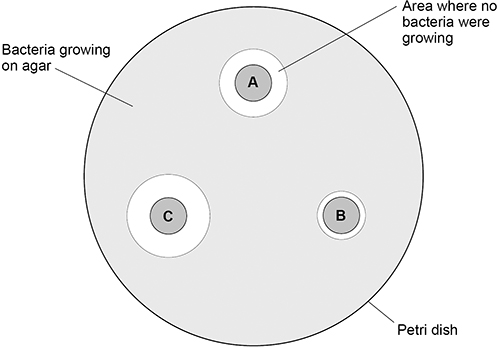 Area where no
bacteria were
growing
Bacteria growing
on agar
A
C
B
Petri dish